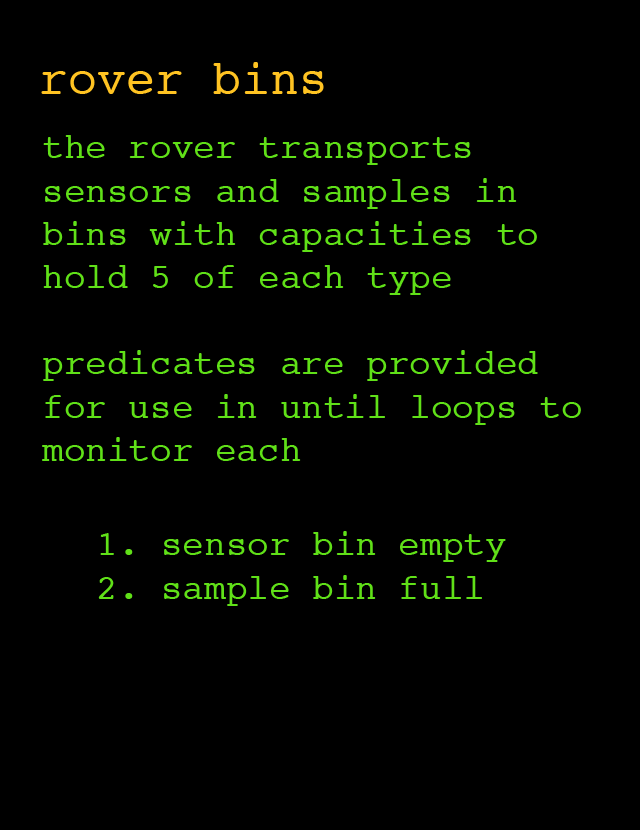 rover bins
the rover transports
sensors and samples in
bins with capacities to
hold 5 of each type
predicates are provided
for use in until loops to
monitor each
1. sensor bin empty
2. sample bin full